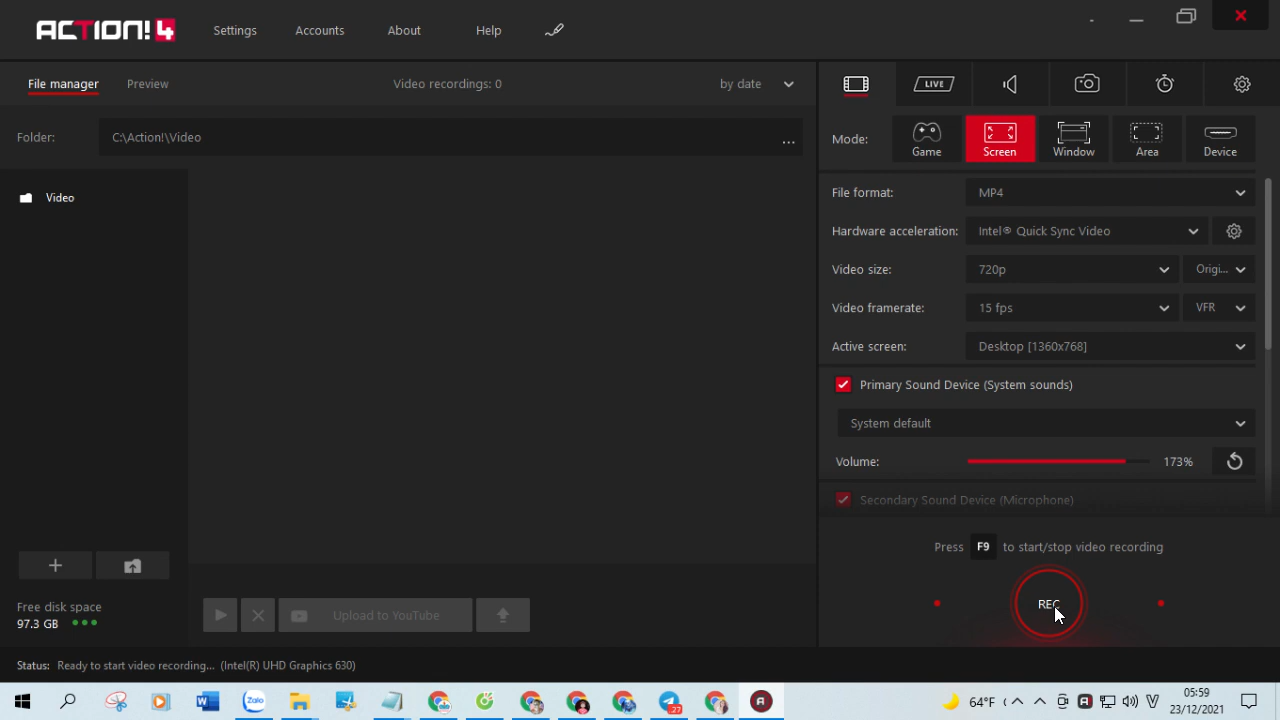 ACTION! 4
Settings
Accounts
About
Help
File manager
Preview
Video recordings: 0
by date
LIVE
Folder:
C:\Action!\Video
...
Mode:
Game
Screen
Window
Area
Device
Video
File format:
MP4
Hardware acceleration:
Intel® Quick Sync Video
Video size:
720p
Origi...
Video framerate:
15 fps
VFR
Active screen:
Desktop [1360x768]
Primary Sound Device (System sounds)
System default
Volume:
173%
Secondary Sound Device (Microphone)
Press F9 to start/stop video recording
REC
Free disk space
97.3 GB
Upload to YouTube
Status: Ready to start video recording... (Intel(R) UHD Graphics 630)
Zalo
27
64°F
05:59
23/12/2021